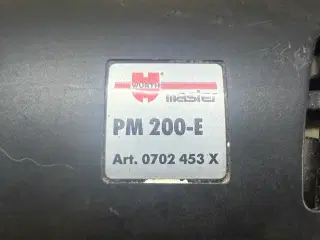 WÜRTH
master
PM 200-E
Art. 0702 453 X